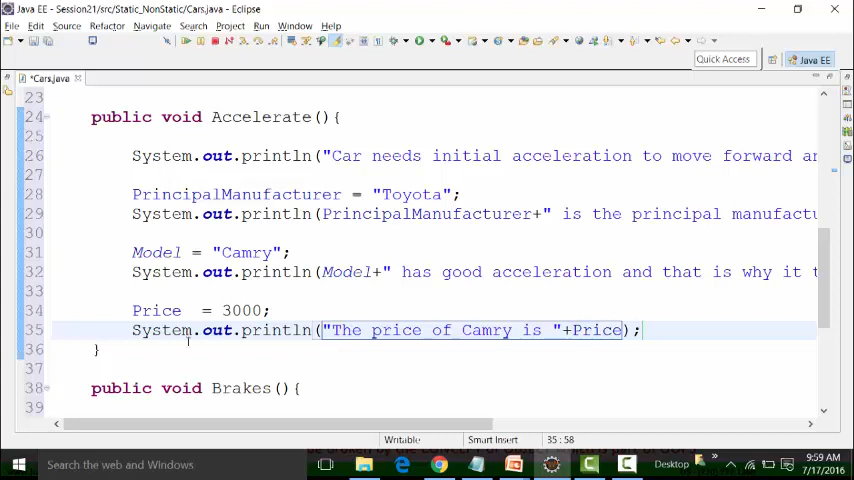 Java EE - Session21/src/Static_NonStatic/Cars.java - Eclipse
File Edit Source Refactor Navigate Search Project Run Window Help
Quick Access
Java EE
*Cars.java
23
24 public void Accelerate(){
25
26 System.out.println("Car needs initial acceleration to move forward an
27
28 PrincipalManufacturer = "Toyota";
29 System.out.println(PrincipalManufacturer+" is the principal manufactu
30
31 Model = "Camry";
32 System.out.println(Model+" has good acceleration and that is why it t
33
34 Price = 3000;
35 System.out.println("The price of Camry is "+Price);
36 }
37
38 public void Brakes(){
39
Writable Smart Insert 35 : 58
Search the web and Windows
Desktop
9:59 AM
7/17/2016